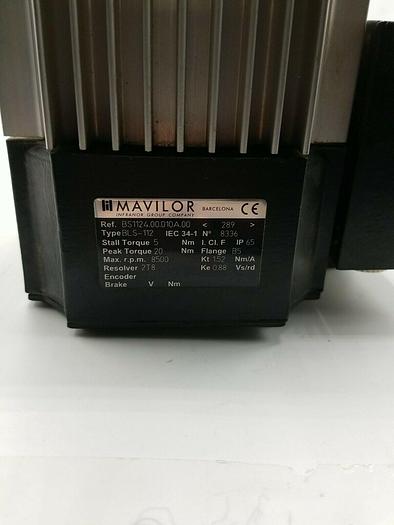 MAVILOR BARCELONA CE
INFRANOR GROUP COMPANY
Ref. BS1124.00.010A.00 < 289 >
Type BLS-112 IEC 34-1 N° 8336
Stall Torque 5 Nm I. Cl. F IP 65
Peak Torque 20 Nm Flange B5
Max. r.p.m. 8500 Kt 1.52 Nm/A
Resolver 2T8 Ke 0.88 Vs/rd
Encoder
Brake V Nm